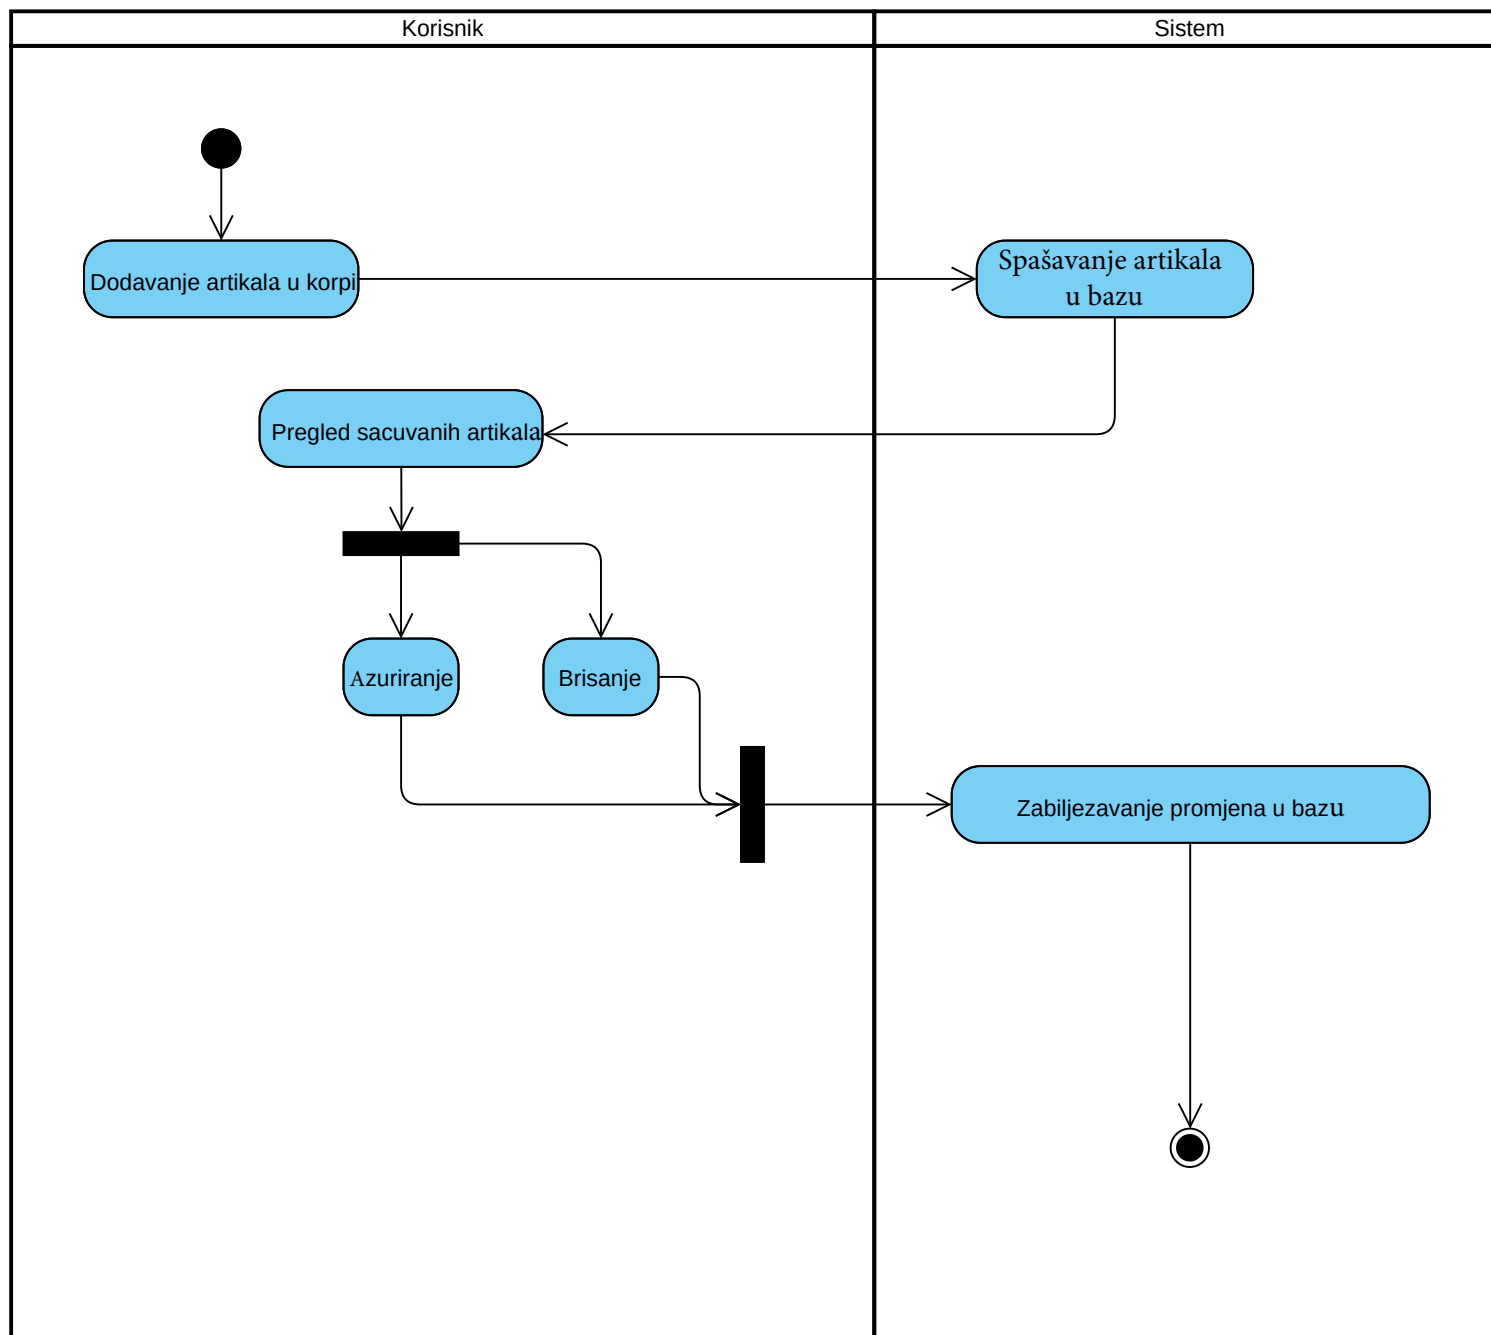 Korisnik
Sistem
Dodavanje artikala u korpi
Spašavanje artikala
u bazu
Pregled sacuvanih artikala
Azuriranje
Brisanje
Zabiljezavanje promjena u bazu